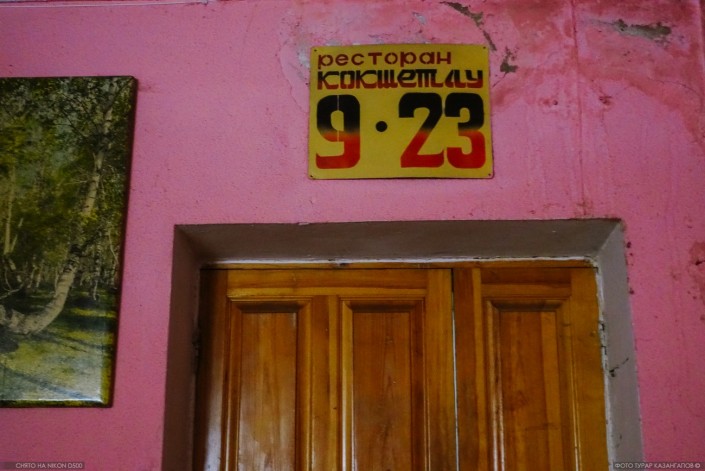 ресторан
КОКШЕТАУ
9·23
СНЯТО НА NIKON D500
ФОТО ТУРАР КАЗАНГАПОВ ©